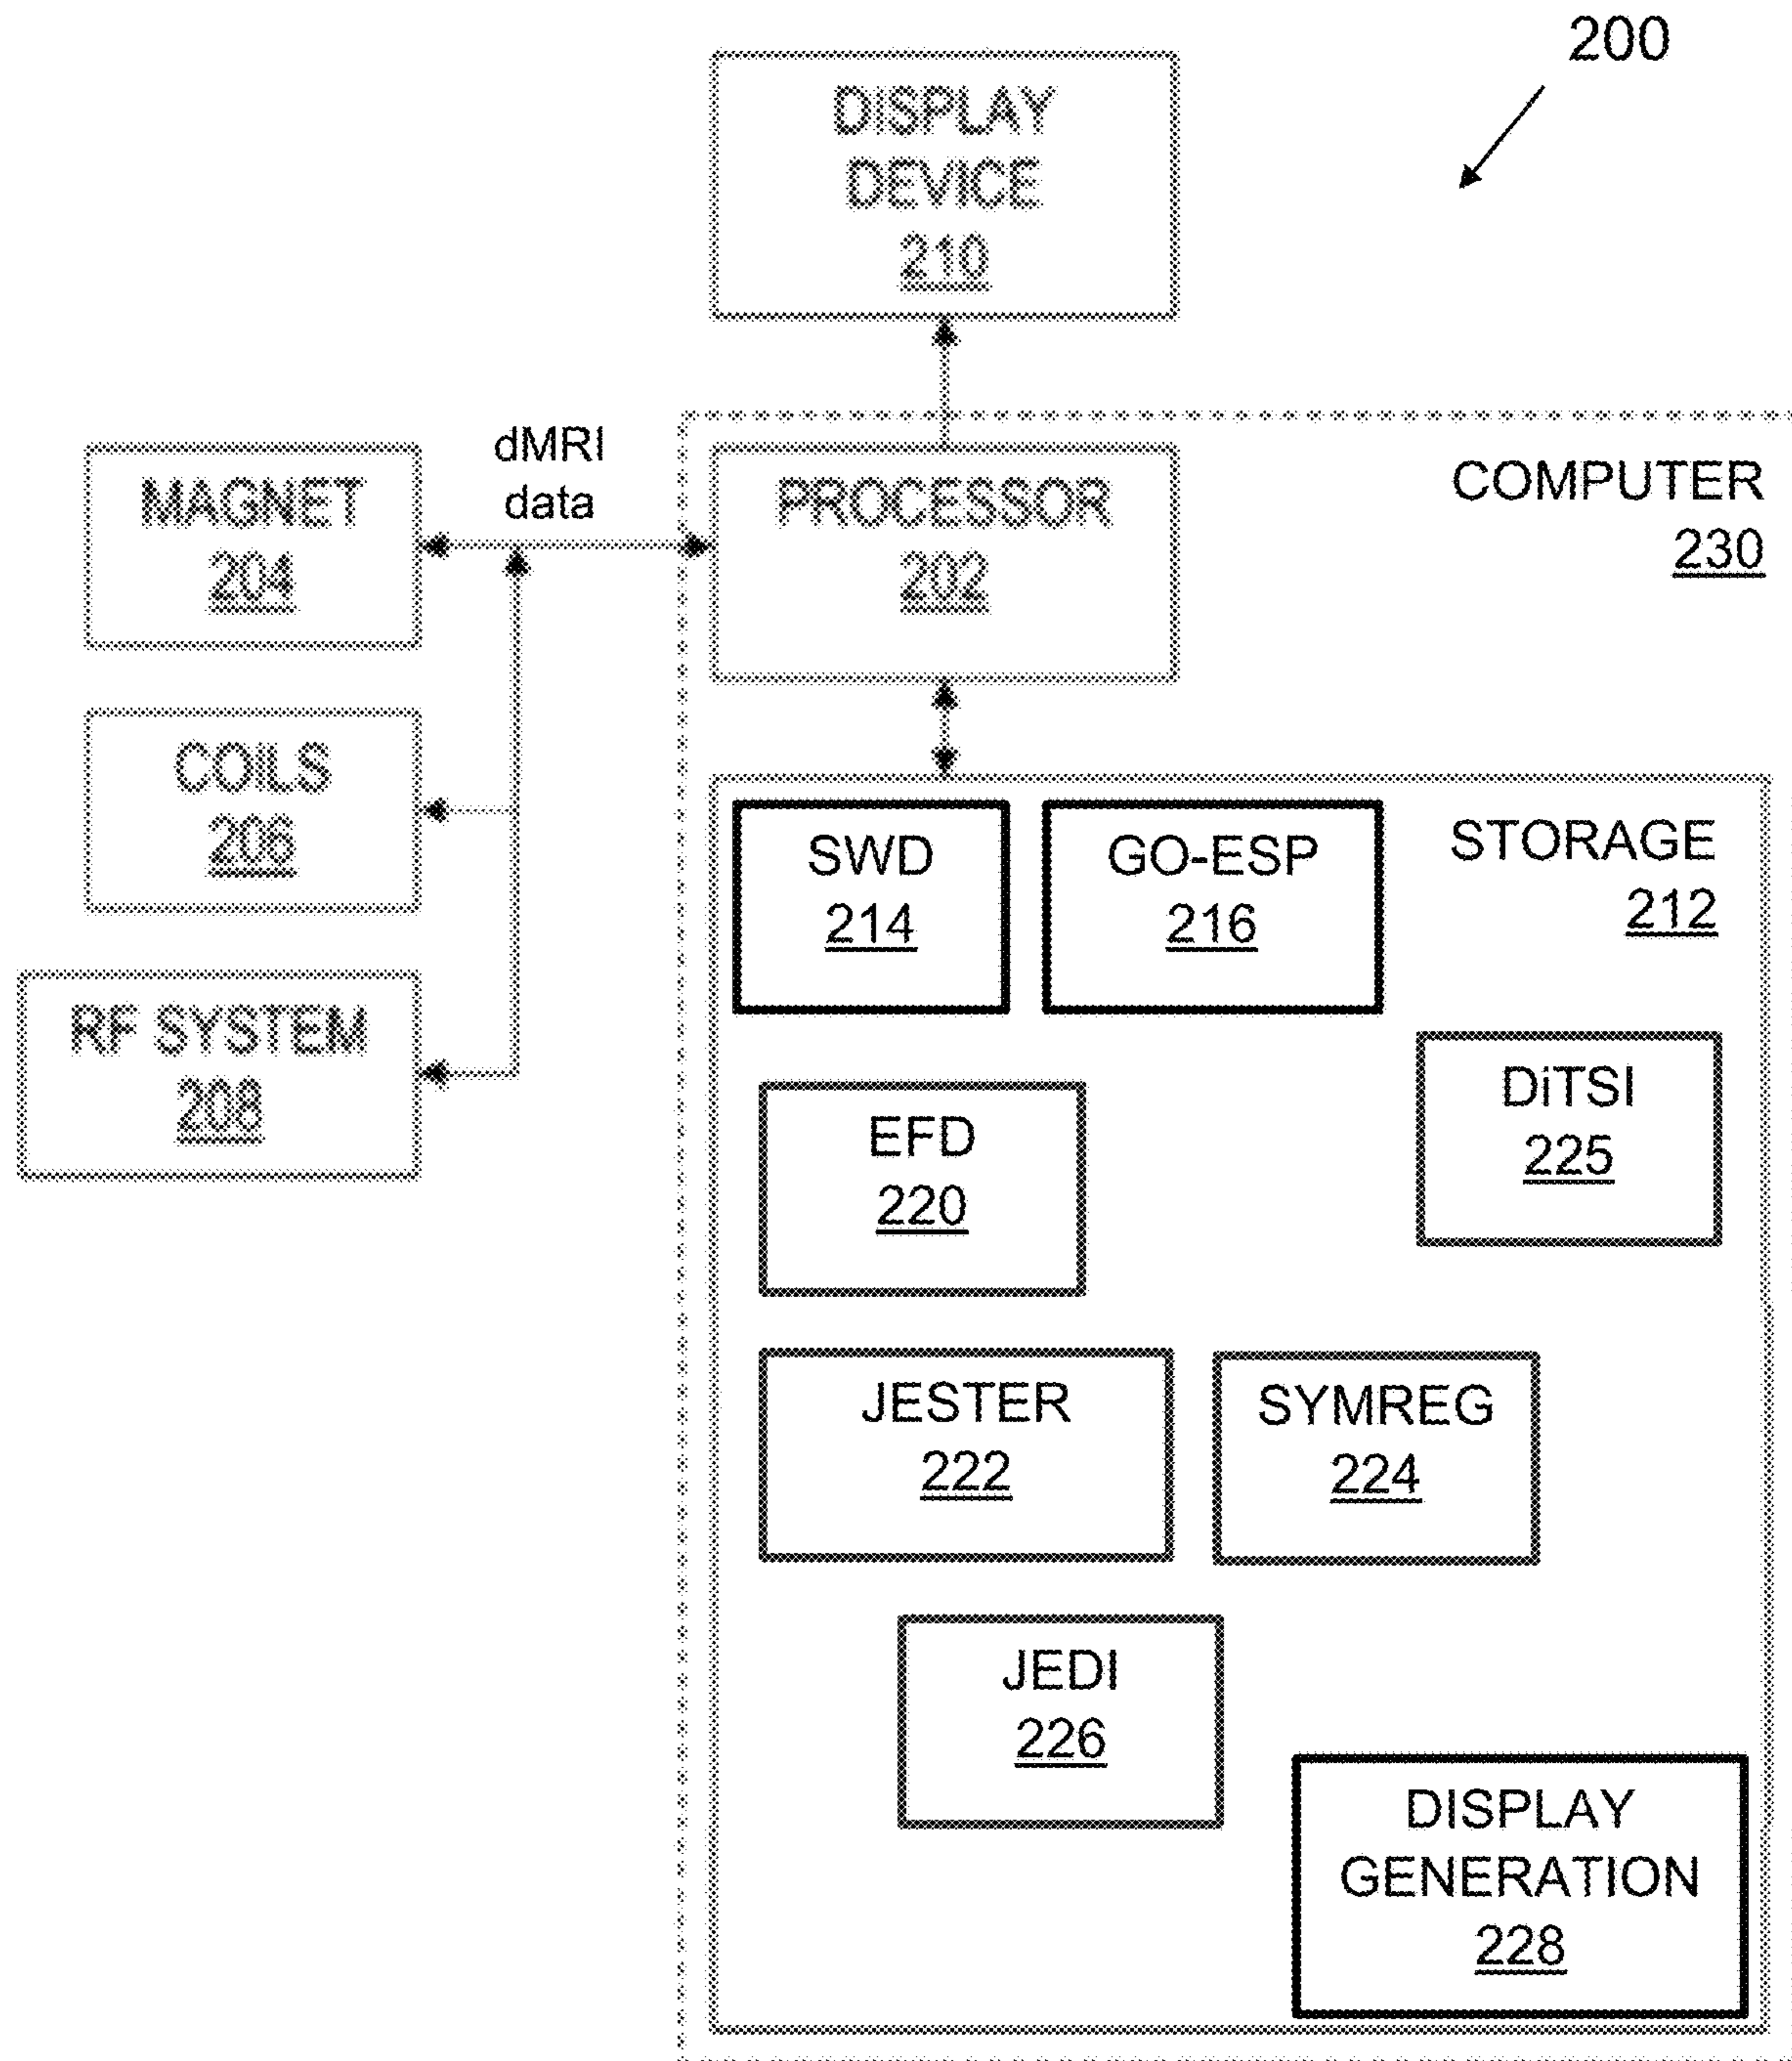 200
DISPLAY
DEVICE
210
dMRI
data
MAGNET
204
PROCESSOR
202
COMPUTER
230
COILS
206
RF SYSTEM
208
STORAGE
212
SWD
214
GO-ESP
216
DiTSI
225
EFD
220
JESTER
222
SYMREG
224
JEDI
226
DISPLAY
GENERATION
228